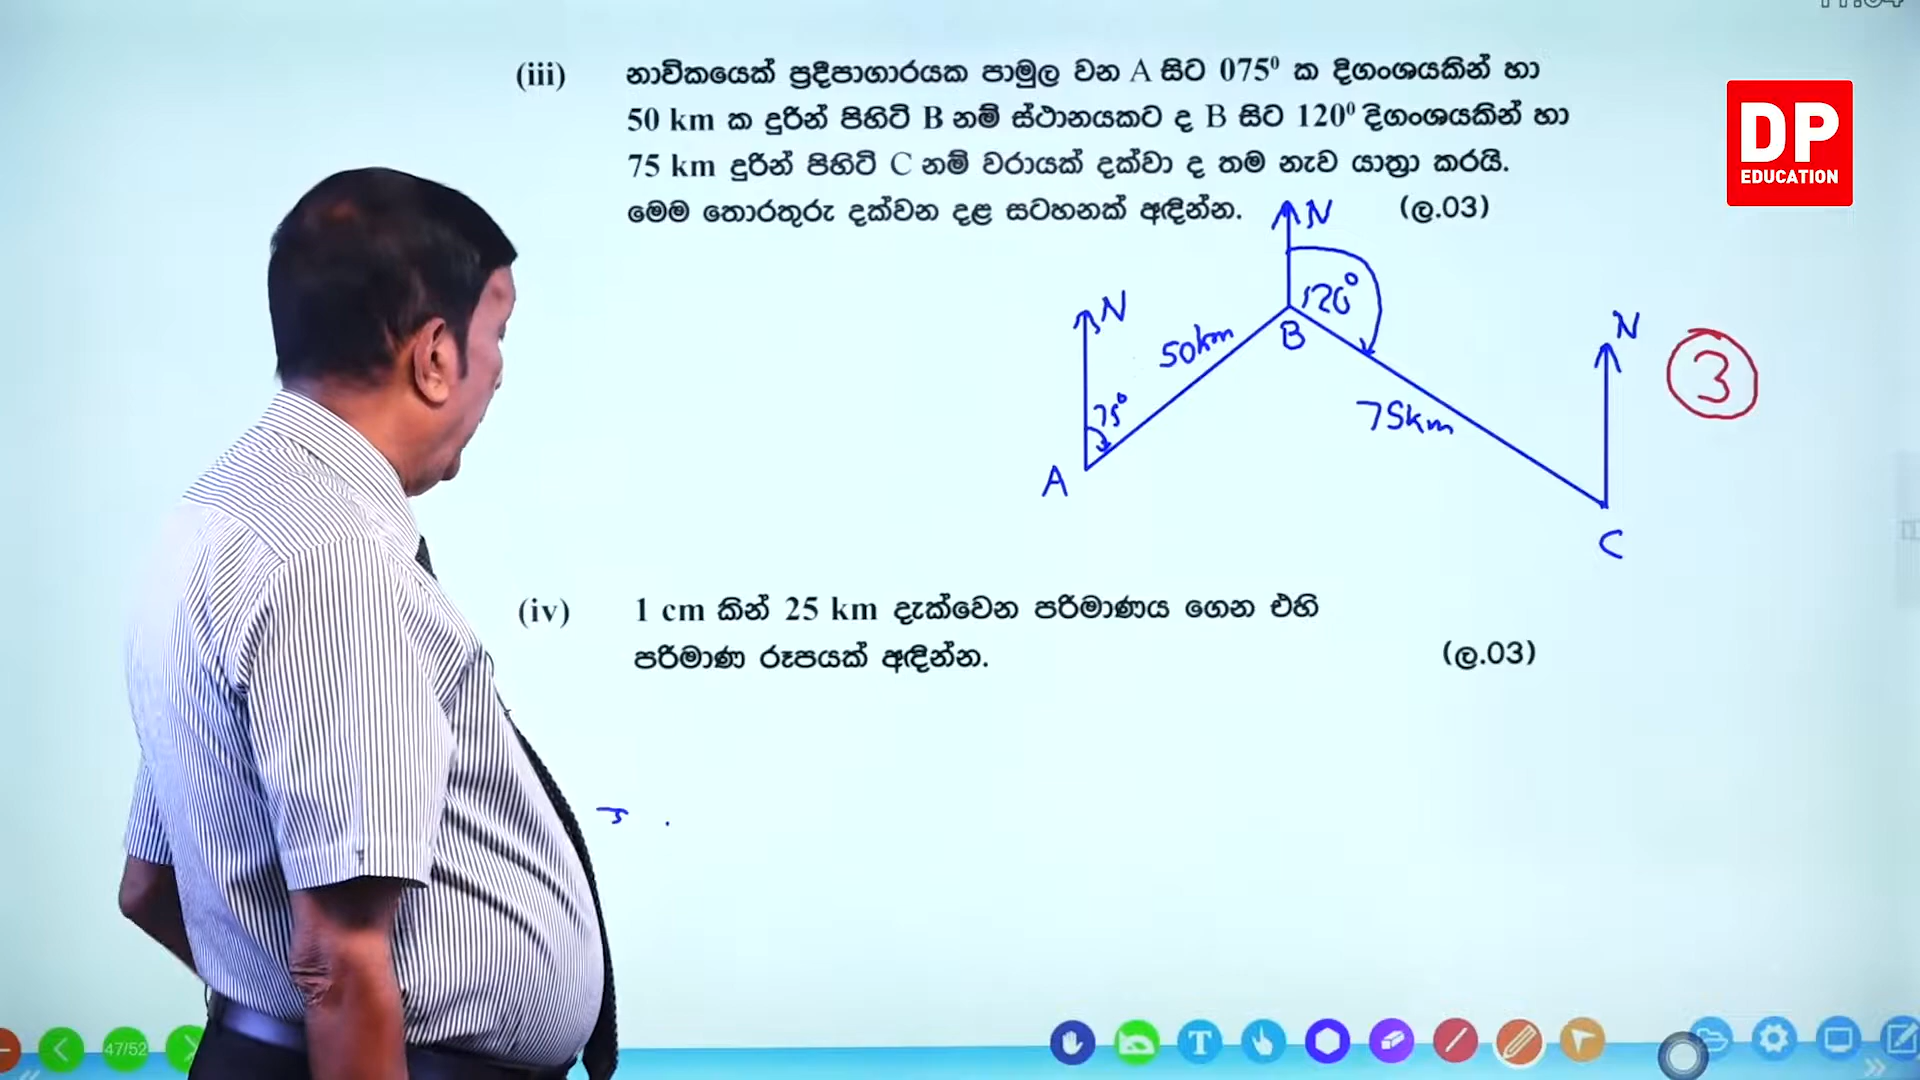 (iii) නාවිකයෙක් ප්‍රදීපාගාරයක පාමුල වන A සිට 075⁰ ක දිගංශයකින් හා
50 km ක දුරින් පිහිටි B නම් ස්ථානයකට ද B සිට 120⁰ දිගංශයකින් හා
75 km දුරින් පිහිටි C නම් වරායක් දක්වා ද තම නැව යාත්‍රා කරයි.
මෙම තොරතුරු දක්වන දළ සටහනක් අඳින්න. (ල.03)
DP
EDUCATION
N
N
120°
B
50km
N
3
75°
75km
A
C
(iv) 1 cm කින් 25 km දැක්වෙන පරිමාණය ගෙන එහි
පරිමාණ රූපයක් අඳින්න. (ල.03)
47/52
T